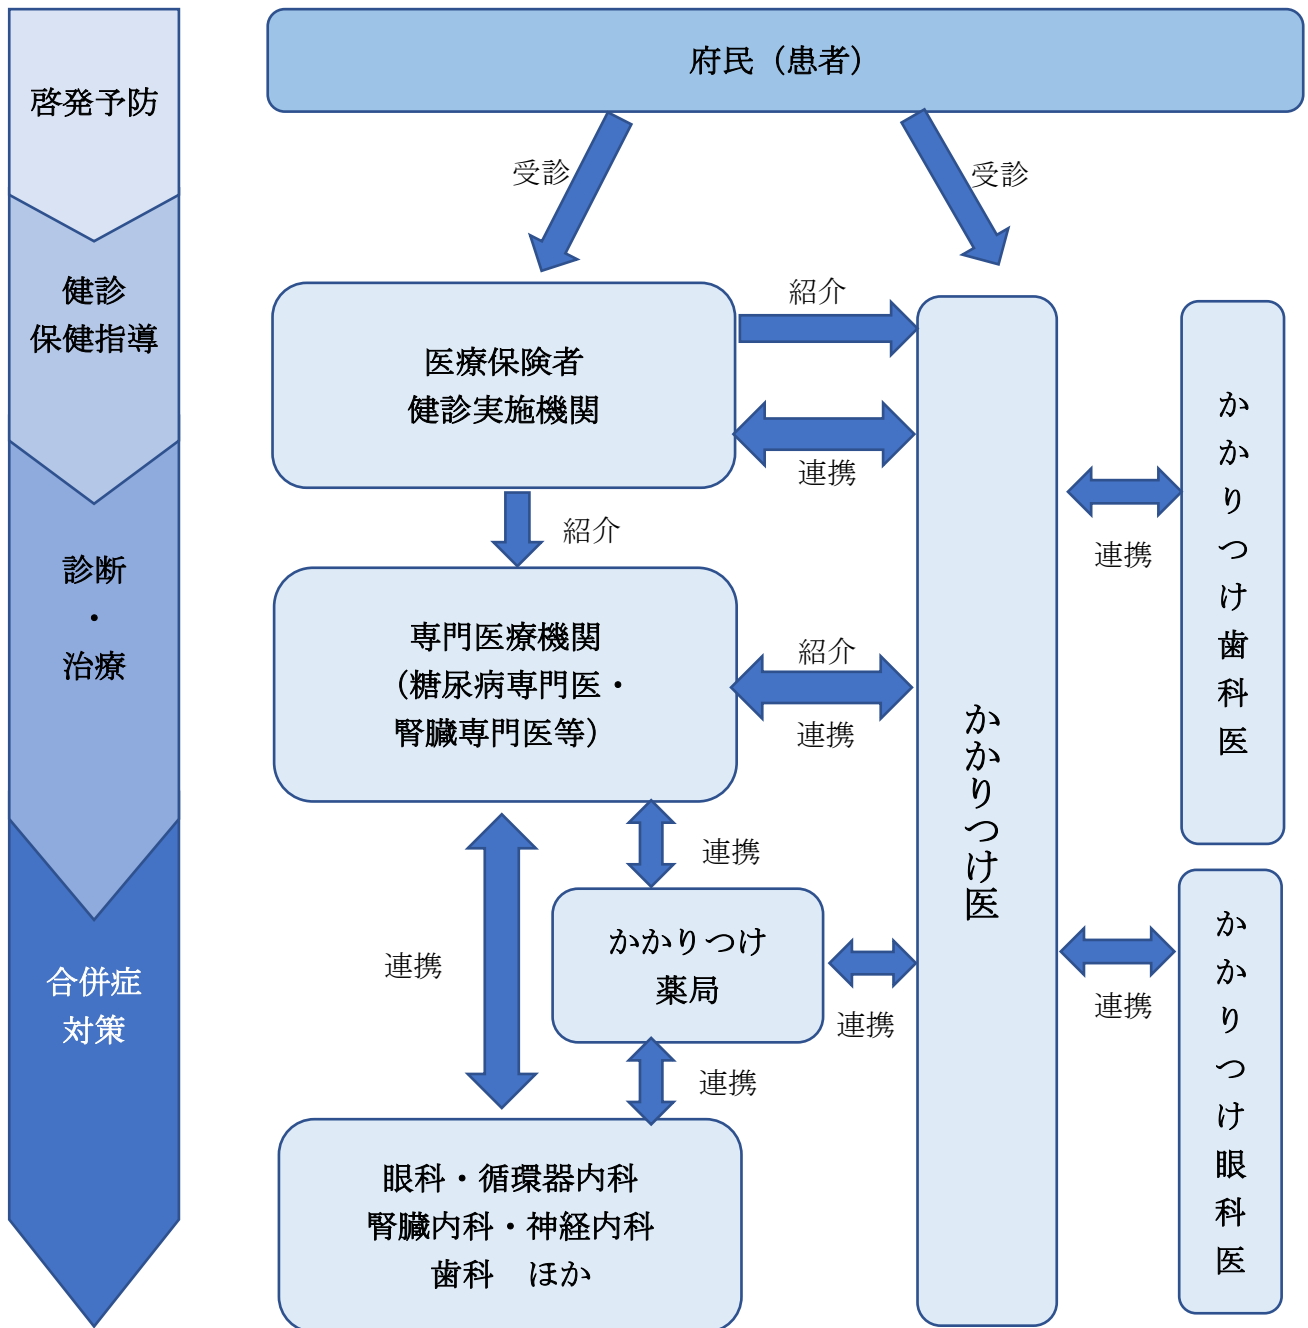 府民（患者）
啓発予防
受診
受診
健診
保健指導
医療保険者
健診実施機関
紹介
連携
紹介
かかりつけ歯科医
連携
診断
・
治療
専門医療機関
（糖尿病専門医・
腎臓専門医等）
紹介
連携
かかりつけ医
連携
かかりつけ
薬局
連携
連携
連携
かかりつけ眼科医
連携
合併症
対策
眼科・循環器内科
腎臓内科・神経内科
歯科　ほか